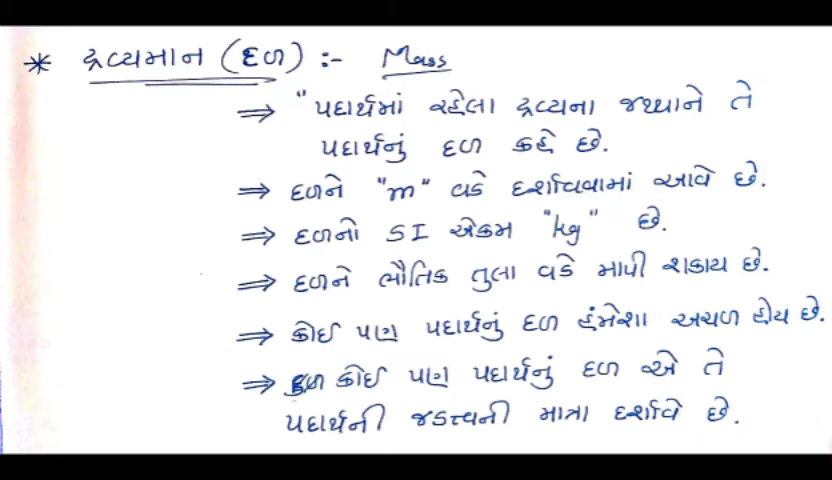 * દ્રવ્યમાન (દળ) :- Mass
⇒ "પદાર્થમાં રહેલા દ્રવ્યના જથ્થાને તે
પદાર્થનું દળ કહે છે.
⇒ દળને "m" વડે દર્શાવવામાં આવે છે.
⇒ દળનો SI એકમ "kg" છે.
⇒ દળને ભૌતિક તુલા વડે માપી શકાય છે.
⇒ કોઈ પણ પદાર્થનું દળ હંમેશા અચળ હોય છે.
⇒ કોઈ પણ પદાર્થનું દળ એ તે
પદાર્થની જડત્વની માત્રા દર્શાવે છે.